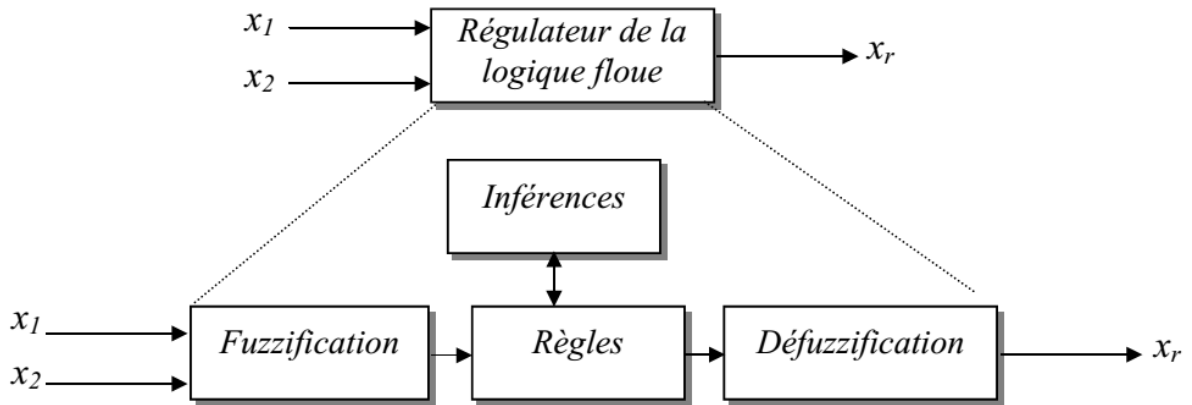 x1
Régulateur de la
logique floue
x2
xr
Inférences
x1
x2
Fuzzification
Règles
Défuzzification
xr